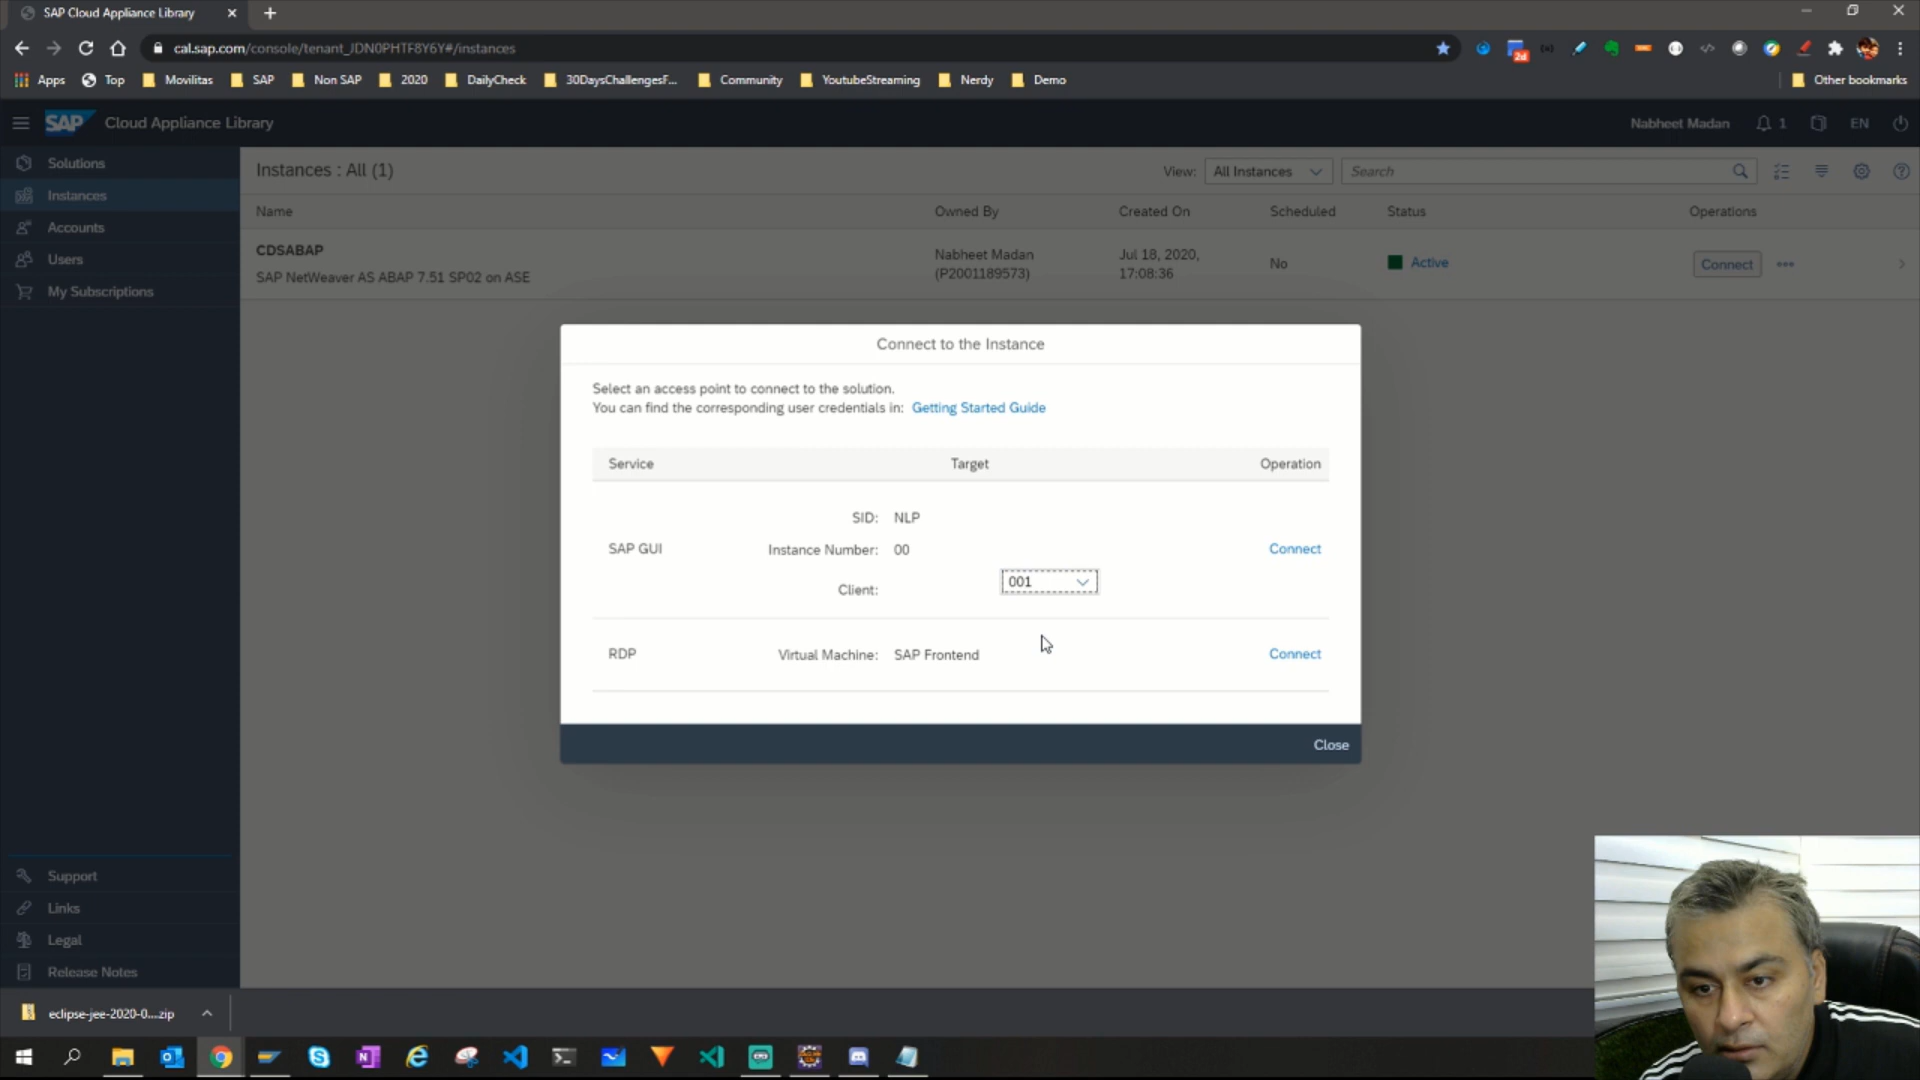 SAP Cloud Appliance Library
cal.sap.com/console/tenant_JDN0PHTF8Y6Y#/instances
2d
Apps Top Movilitas SAP Non SAP 2020 DailyCheck 30DaysChallengesF... Community YoutubeStreaming Nerdy Demo Other bookmarks
SAP Cloud Appliance Library Nabheet Madan 1 EN
Solutions
Instances
Accounts
Users
My Subscriptions
Instances : All (1) View: All Instances Search
Name Owned By Created On Scheduled Status Operations
CDSABAP
SAP NetWeaver AS ABAP 7.51 SP02 on ASE
Nabheet Madan
(P2001189573)
Jul 18, 2020,
17:08:36
No
Active
Connect
Connect to the Instance
Select an access point to connect to the solution.
You can find the corresponding user credentials in: Getting Started Guide
Service Target Operation
SID: NLP
SAP GUI Instance Number: 00 Connect
Client: 001
RDP Virtual Machine: SAP Frontend Connect
Close
Support
Links
Legal
Release Notes
eclipse-jee-2020-0....zip